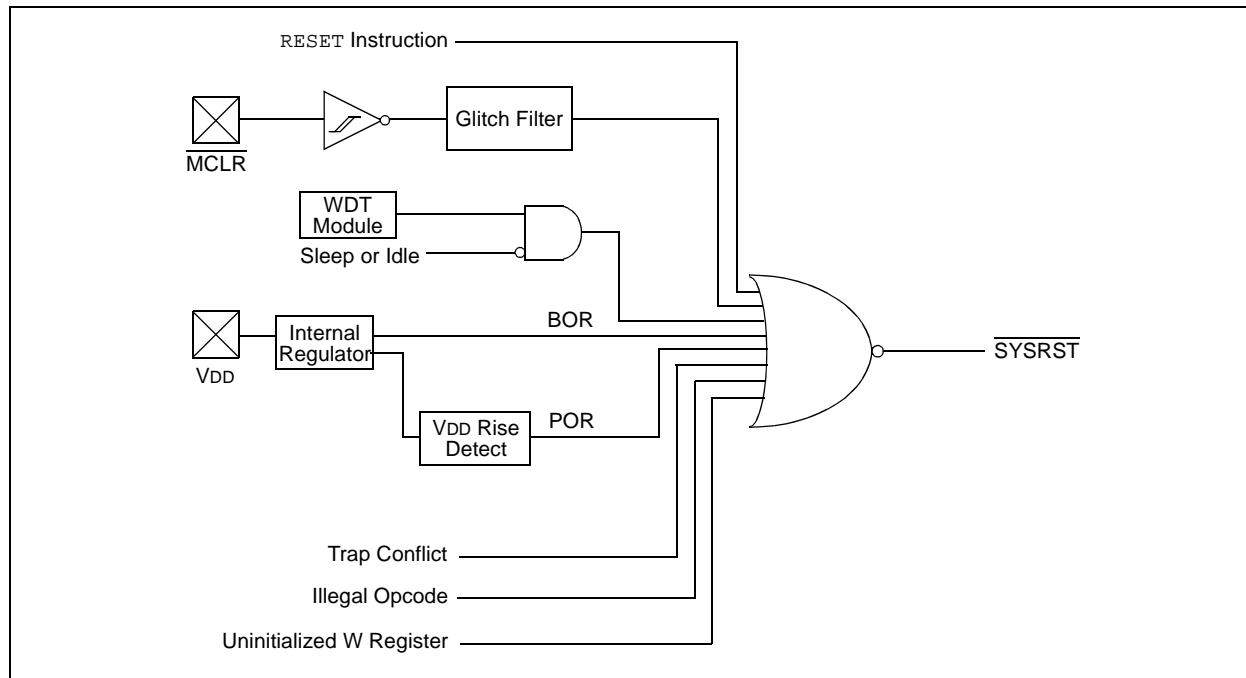 RESET Instruction
Glitch Filter
MCLR
WDT
Module
Sleep or Idle
BOR
Internal
Regulator
SYSRST
VDD
POR
VDD Rise
Detect
Trap Conflict
Illegal Opcode
Uninitialized W Register